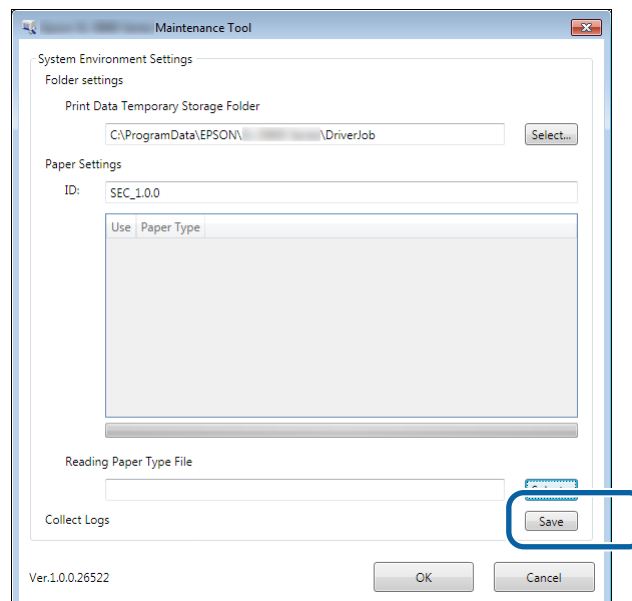 Maintenance Tool
System Environment Settings
Folder settings
Print Data Temporary Storage Folder
C:\ProgramData\EPSON\ \DriverJob
Select...
Paper Settings
ID:
SEC_1.0.0
Use Paper Type
Reading Paper Type File
Collect Logs
Save
Ver.1.0.0.26522
OK
Cancel